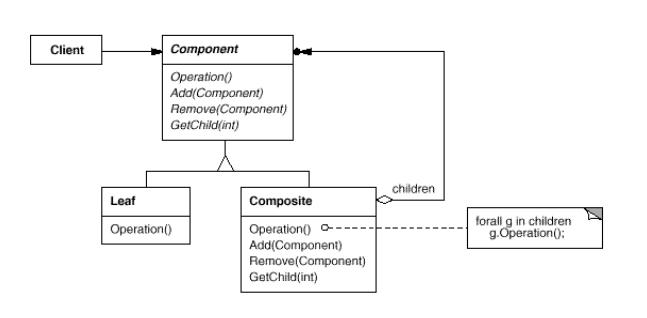 Client
Component
Operation()
Add(Component)
Remove(Component)
GetChild(int)
children
Leaf
Operation()
Composite
Operation()
Add(Component)
Remove(Component)
GetChild(int)
forall g in children
g.Operation();